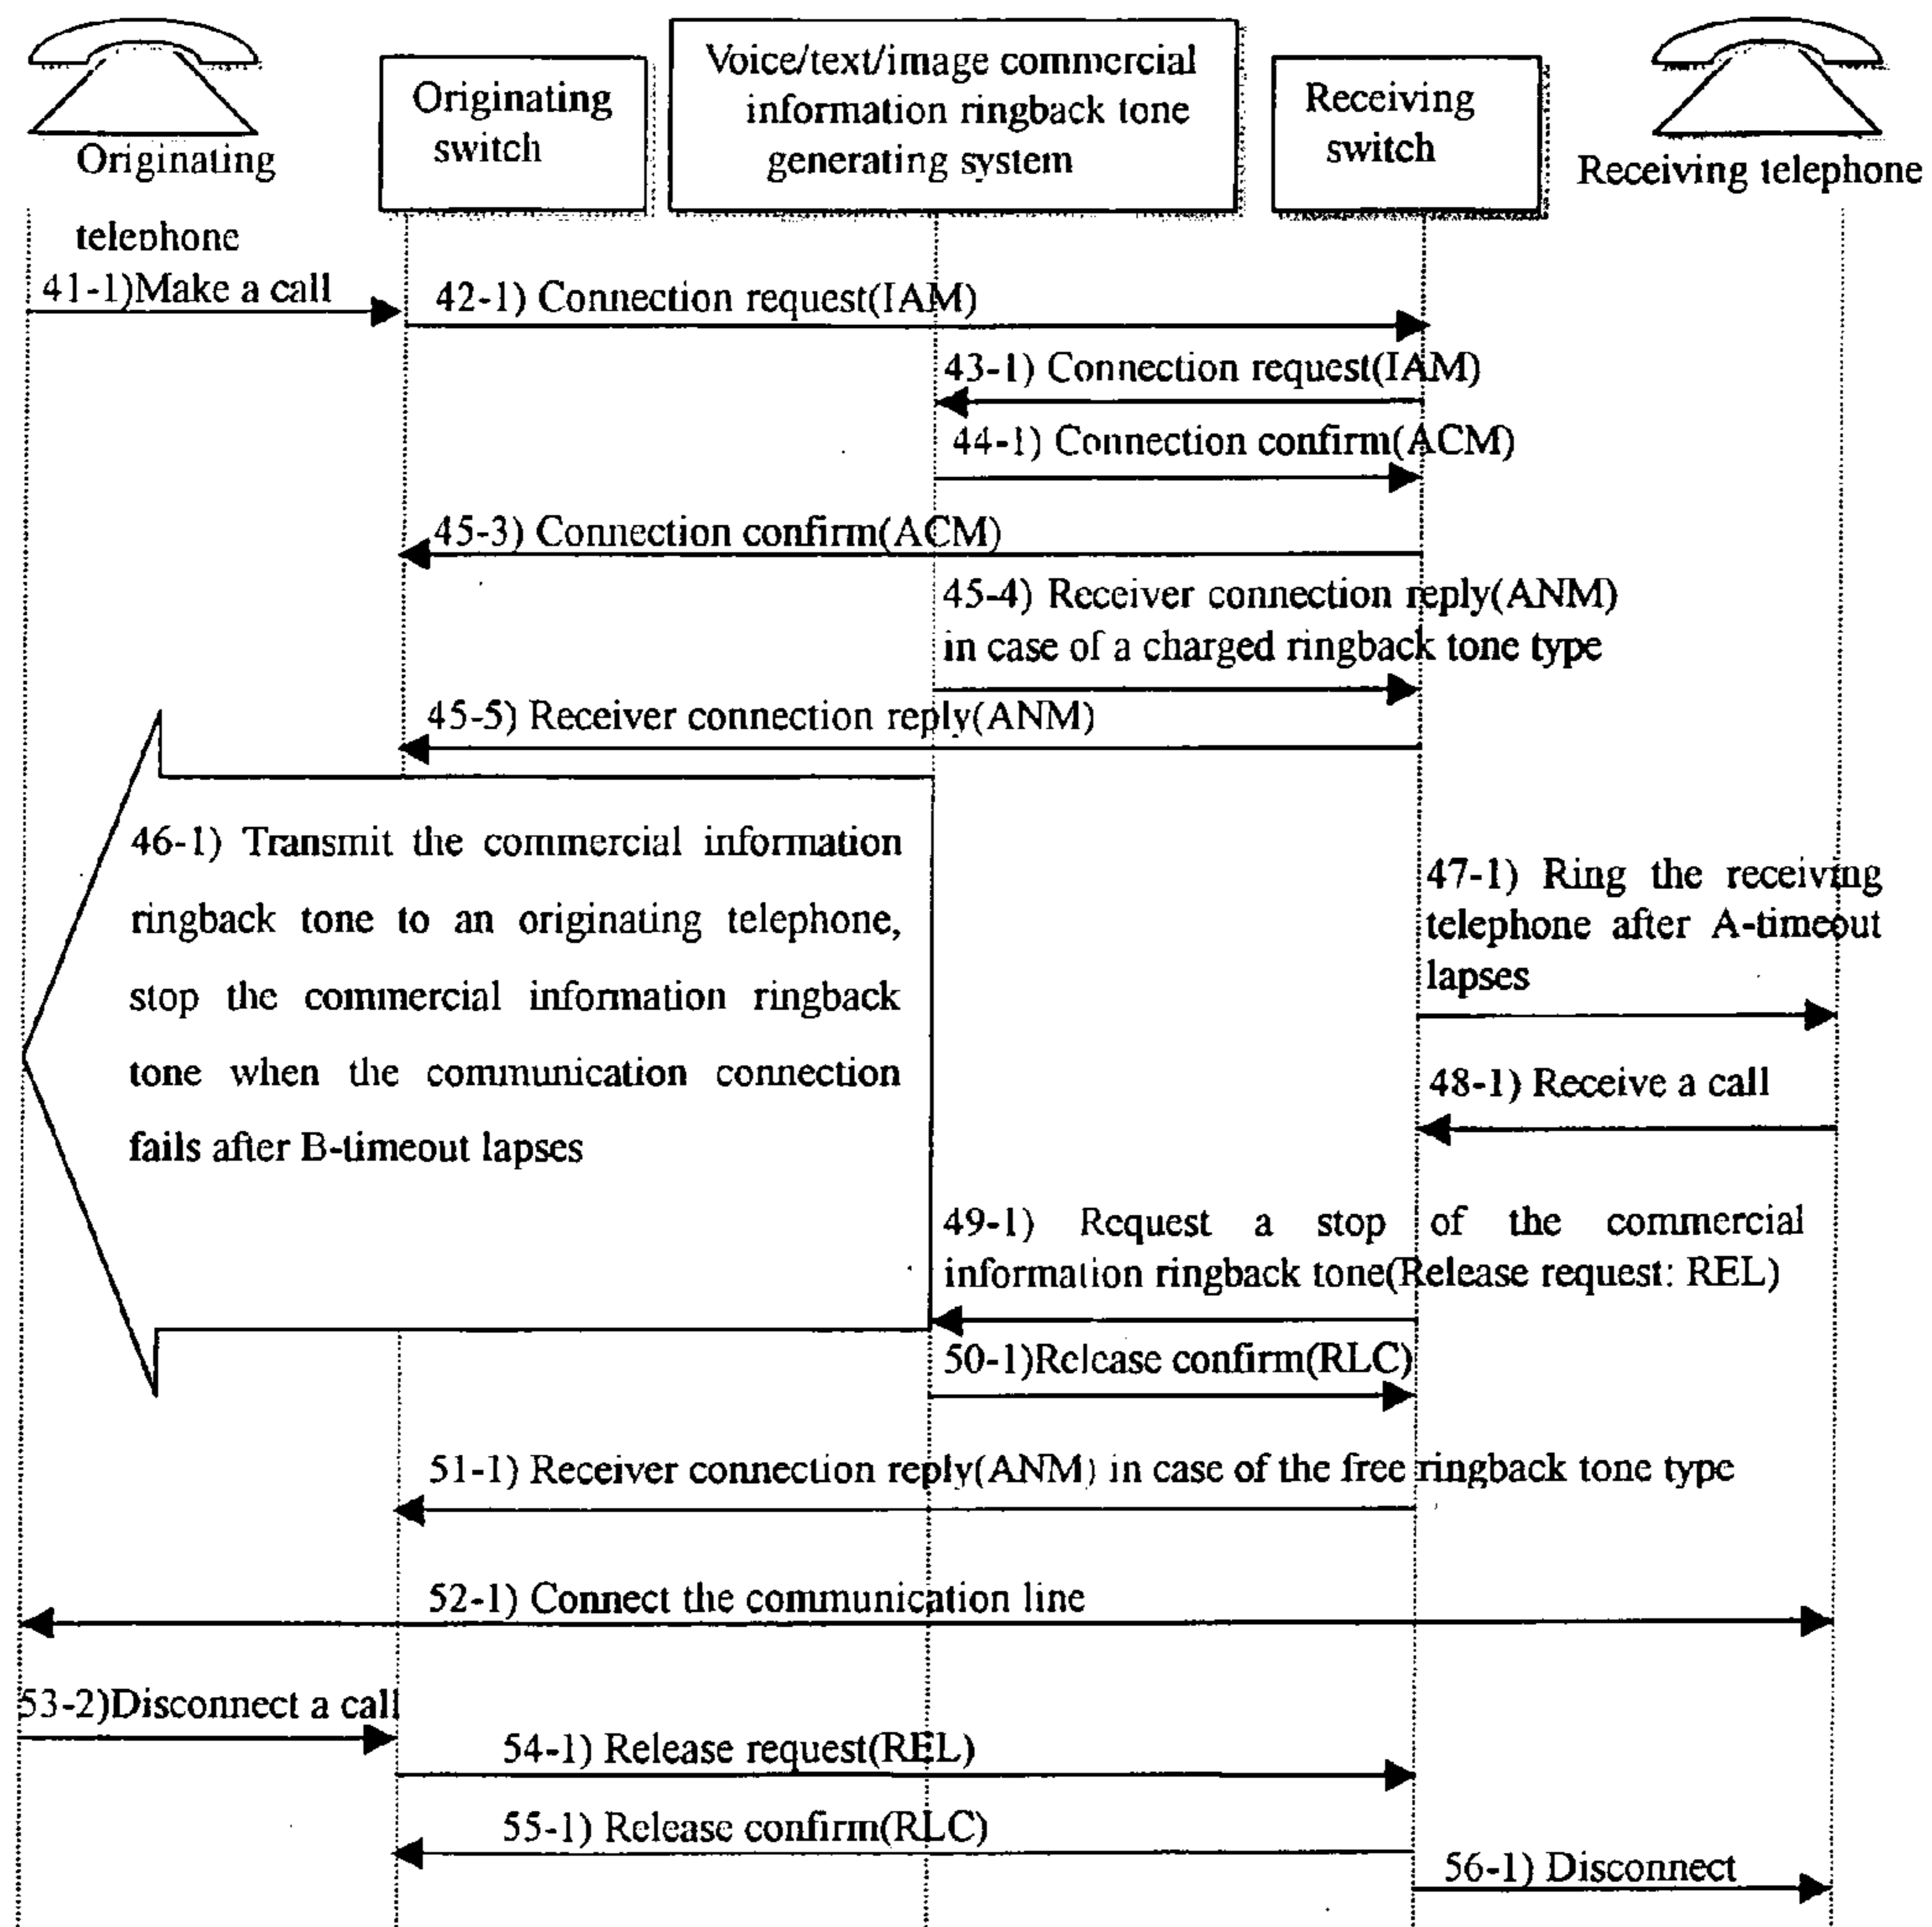 Voice/text/image commercial
information ringback tone
generating system
Originating
switch
Receiving
switch
Originating
telephone
Receiving telephone
41-1)Make a call
42-1) Connection request(IAM)
43-1) Connection request(IAM)
44-1) Connection confirm(ACM)
45-3) Connection confirm(ACM)
45-4) Receiver connection reply(ANM)
in case of a charged ringback tone type
45-5) Receiver connection reply(ANM)
46-1) Transmit the commercial information
ringback tone to an originating telephone,
stop the commercial information ringback
tone when the communication connection
fails after B-timeout lapses
47-1) Ring the receiving
telephone after A-timeout
lapses
48-1) Receive a call
49-1) Request a stop of the commercial
information ringback tone(Release request: REL)
50-1)Release confirm(RLC)
51-1) Receiver connection reply(ANM) in case of the free ringback tone type
52-1) Connect the communication line
53-2)Disconnect a call
54-1) Release request(REL)
55-1) Release confirm(RLC)
56-1) Disconnect